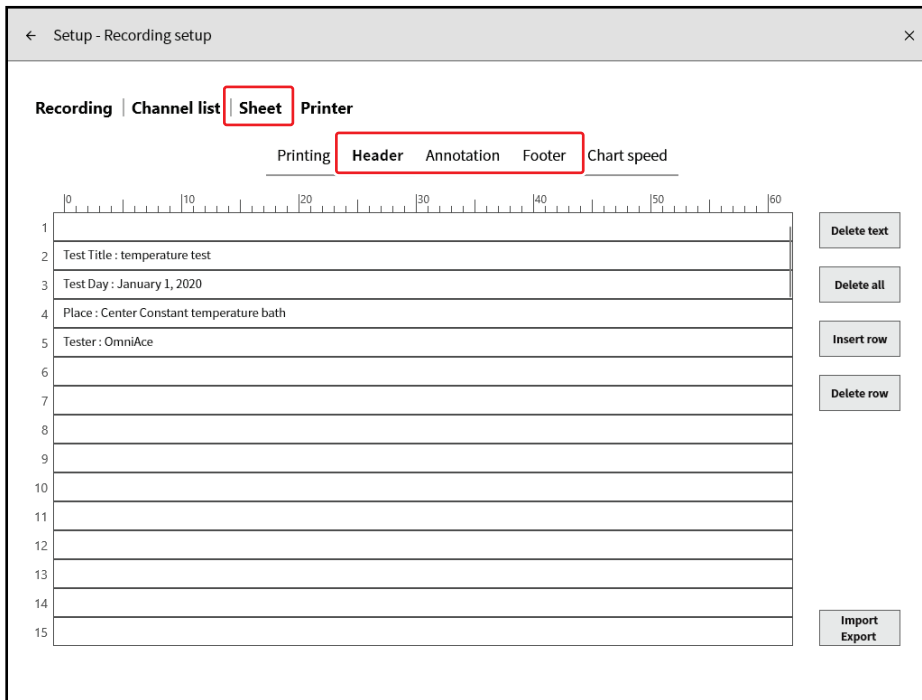 ← Setup - Recording setup ×
Recording | Channel list | Sheet Printer
Printing Header Annotation Footer Chart speed
0 10 20 30 40 50 60
1
Delete text
2 Test Title : temperature test
3 Test Day : January 1, 2020
Delete all
4 Place : Center Constant temperature bath
5 Tester : OmniAce
Insert row
6
7
Delete row
8
9
10
11
12
13
14
15
Import
Export